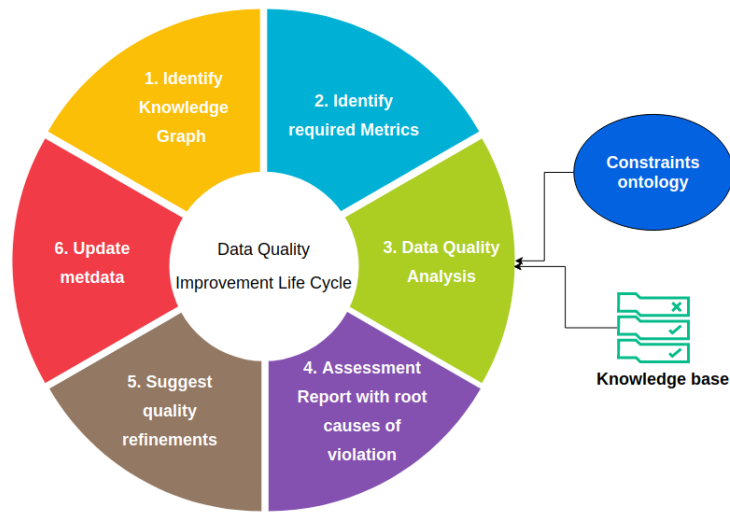 1. Identify
Knowledge
Graph
2. Identify
required Metrics
Constraints
ontology
3. Data Quality
Analysis
Knowledge base
4. Assessment
Report with root
causes of
violation
5. Suggest
quality
refinements
6. Update
metdata
Data Quality
Improvement Life Cycle